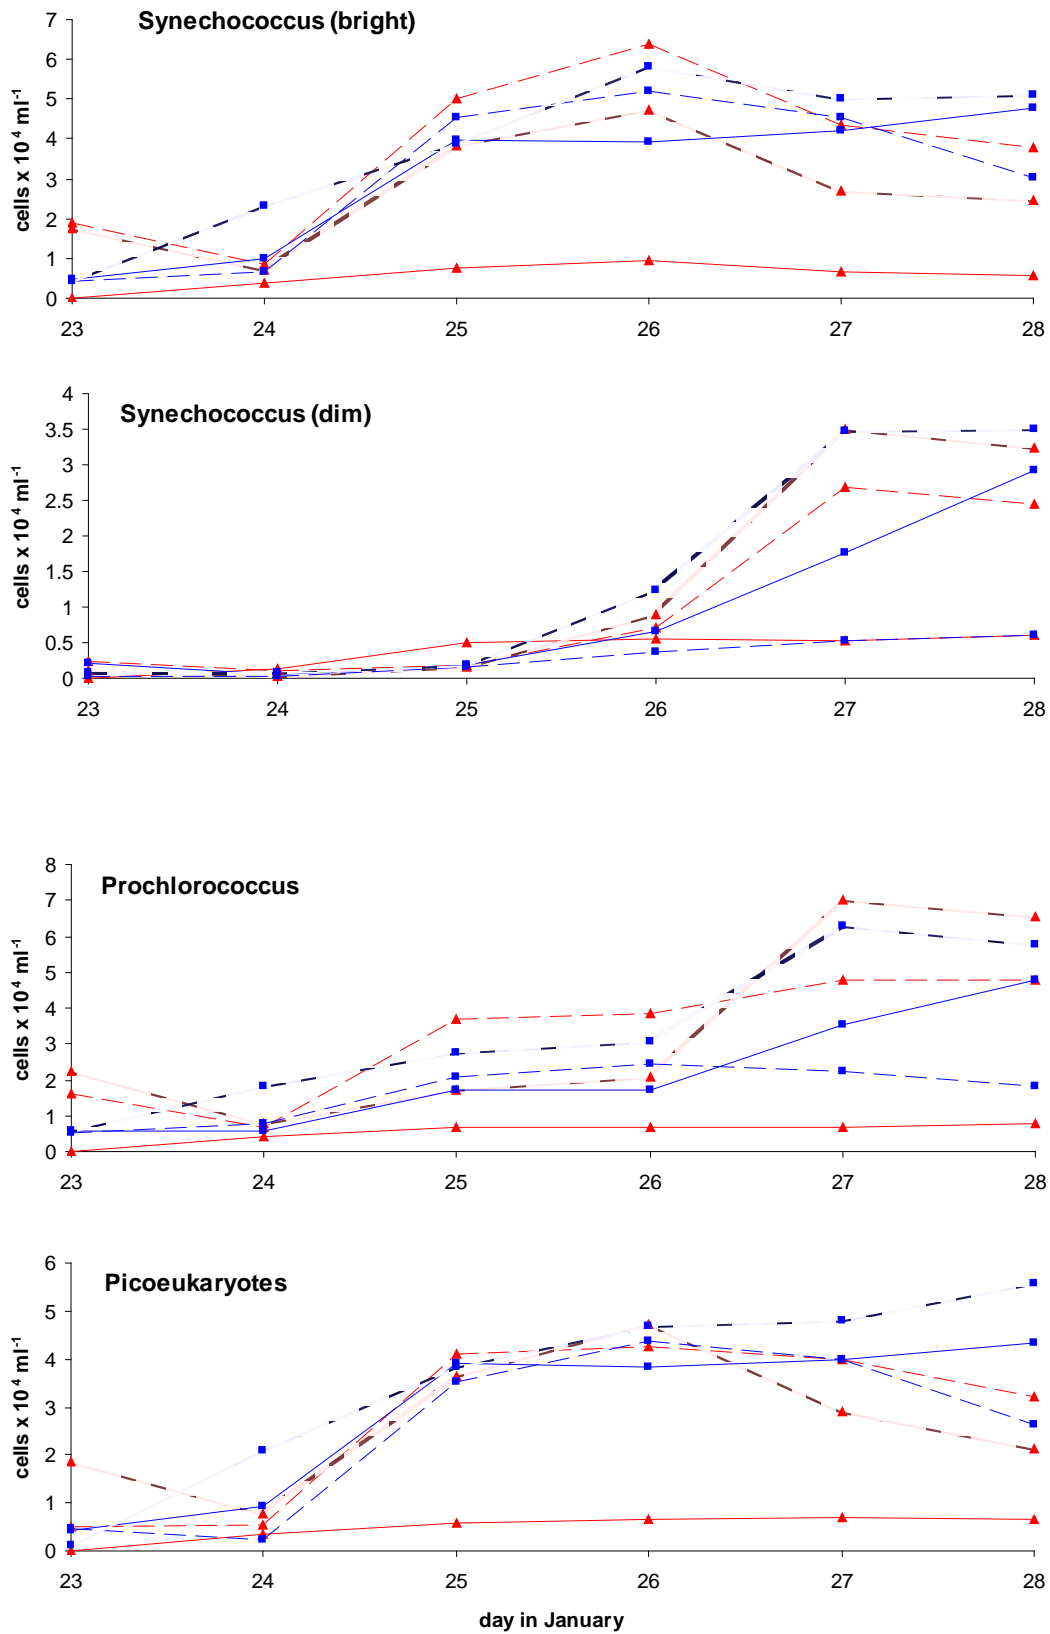 Synechococcus (bright)
cells x 10⁴ ml⁻¹
7
6
5
4
3
2
1
0
23 24 25 26 27 28
Synechococcus (dim)
cells x 10⁴ ml⁻¹
4
3.5
3
2.5
2
1.5
1
0.5
0
23 24 25 26 27 28
Prochlorococcus
cells x 10⁴ ml⁻¹
8
7
6
5
4
3
2
1
0
23 24 25 26 27 28
Picoeukaryotes
cells x 10⁴ ml⁻¹
6
5
4
3
2
1
0
23 24 25 26 27 28
day in January